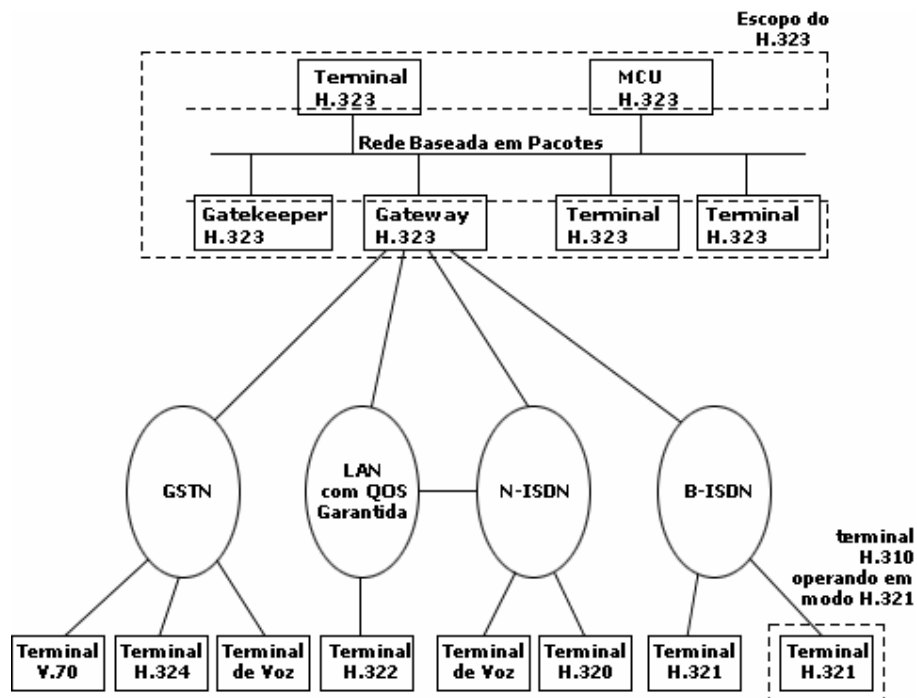 Escopo do
H.323
Terminal
H.323
MCU
H.323
Rede Baseada em Pacotes
Gatekeeper
H.323
Gateway
H.323
Terminal
H.323
Terminal
H.323
GSTN
LAN
com QOS
Garantida
N-ISDN
B-ISDN
terminal
H.310
operando em
modo H.321
Terminal
V.70
Terminal
H.324
Terminal
de Voz
Terminal
H.322
Terminal
de Voz
Terminal
H.320
Terminal
H.321
Terminal
H.321